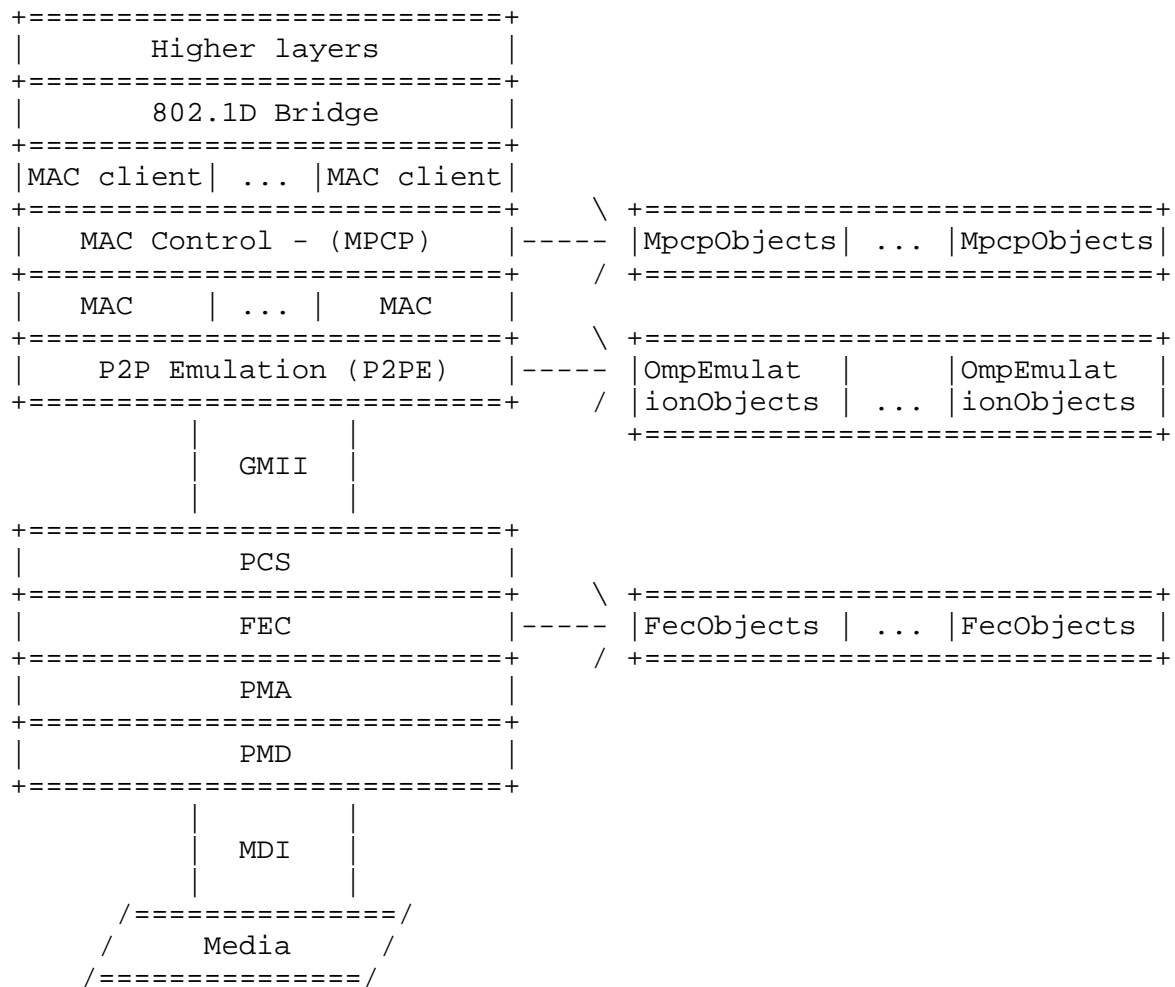 Higher layers
802.1D Bridge
MAC client| ... |MAC client
MAC Control - (MPCP) |MpcpObjects| ... |MpcpObjects|
MAC | ... | MAC
P2P Emulation (P2PE) |OmpEmulat | |OmpEmulat |
|ionObjects | ... |ionObjects |
GMII
PCS
FEC |FecObjects | ... |FecObjects |
PMA
PMD
MDI
Media